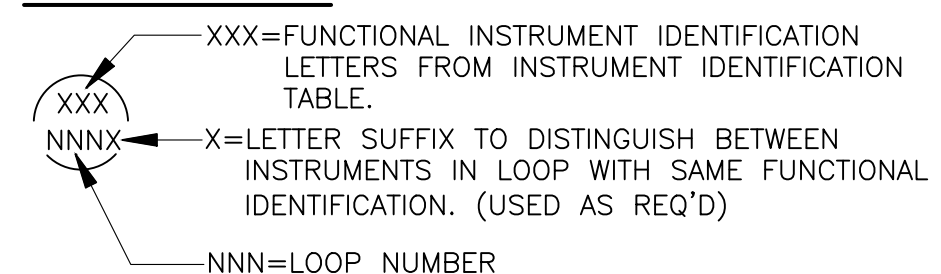 XXX=FUNCTIONAL INSTRUMENT IDENTIFICATION
LETTERS FROM INSTRUMENT IDENTIFICATION
TABLE.
XXX
NNNX
X=LETTER SUFFIX TO DISTINGUISH BETWEEN
INSTRUMENTS IN LOOP WITH SAME FUNCTIONAL
IDENTIFICATION. (USED AS REQ'D)
NNN=LOOP NUMBER